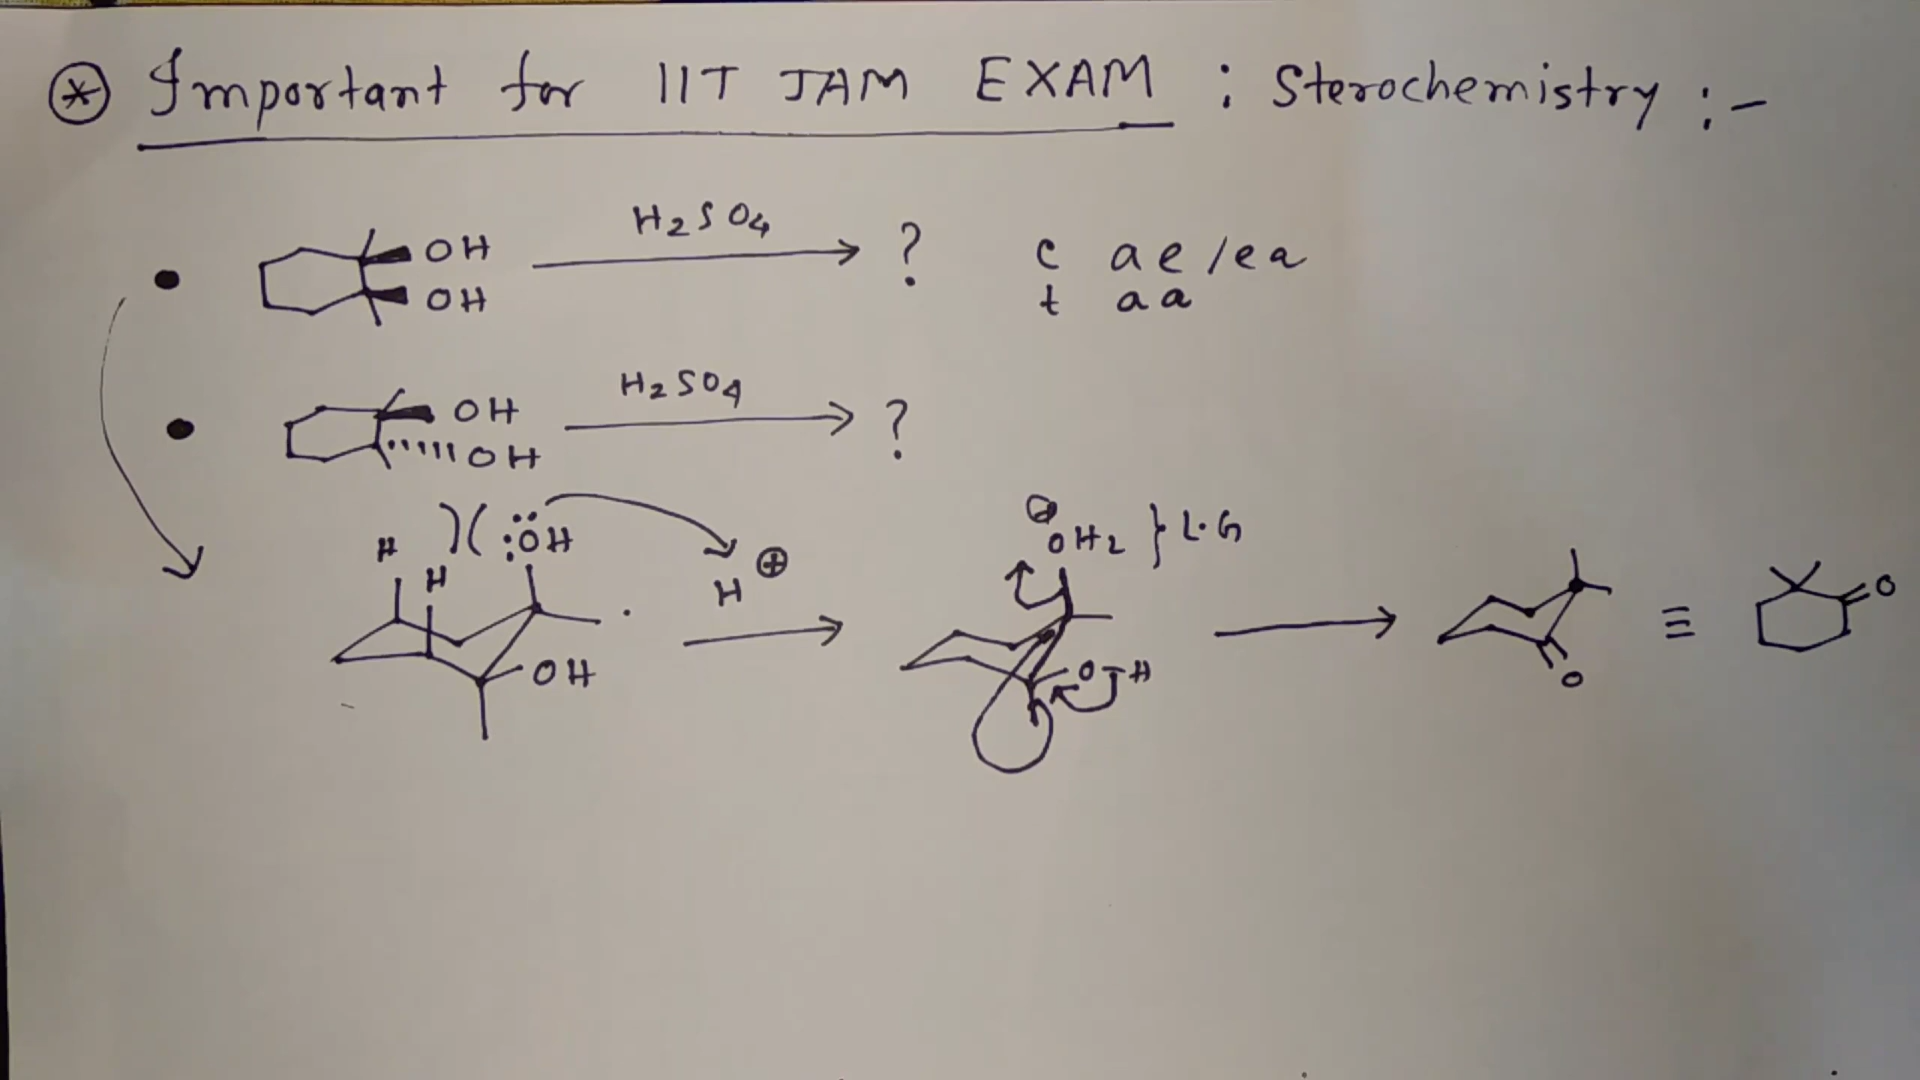 * Important for IIT JAM EXAM : Sterochemistry :-
OH
OH
H2SO4
?
c ae/ea
t aa
OH
OH
H2SO4
?
H
H
:ÖH
OH
H ⊕
⊕
OH2 } L.G
O-H
O
≡
O